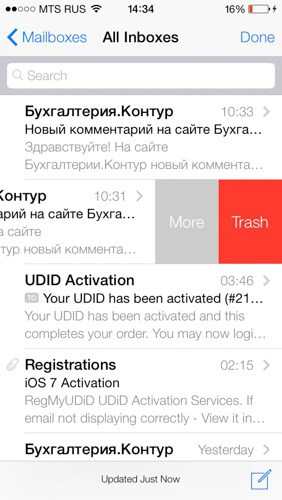 MTS RUS 14:34 16%
Mailboxes All Inboxes Done
Search
Бухгалтерия.Контур 10:33
Новый комментарий на сайте Бухга...
Здравствуйте! На сайте
Бухгалтерии.Контур новый коммента...
Контур 10:31
арий на сайте Бухга...
а сайте
нтур новый коммента...
More Trash
UDID Activation 03:46
TO Your UDID has been activated (#21...
Your UDID has been activated and this
completes your order. You may now logi...
Registrations 02:15
iOS 7 Activation
RegMyUDiD UDiD Activation Services. If
email not displaying correctly - View it in...
Бухгалтерия.Контур Yesterday
Updated Just Now